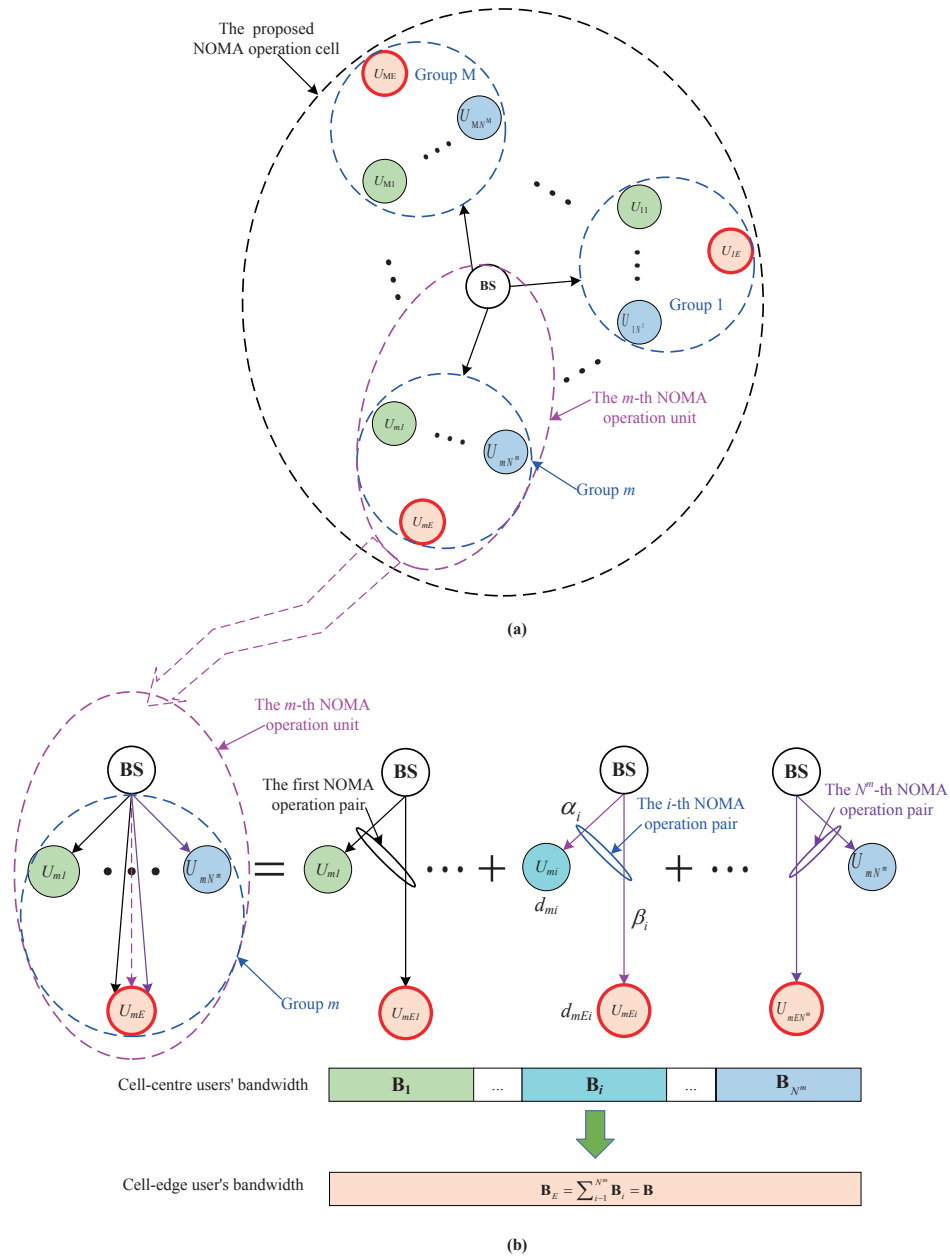 The proposed
NOMA operation cell
U_ME
Group M
U_MN^M
U_M1
U_11
U_1E
BS
Group 1
U_1N^1
The m-th NOMA
operation unit
U_m1
U_mN^m
Group m
U_mE
(a)
The m-th NOMA
operation unit
BS
BS
BS
BS
The first NOMA
operation pair
α_i
The i-th NOMA
operation pair
The N^m-th NOMA
operation pair
U_m1
U_mN^m
=
U_m1
+
U_mi
+
U_mN^m
d_mi
β_i
Group m
U_mE
U_mE1
d_mEi
U_mEi
U_mEN^m
Cell-centre users' bandwidth
B_1
...
B_i
...
B_N^m
Cell-edge user's bandwidth
B_E = ∑_{i-1}^{N^m} B_i = B
(b)